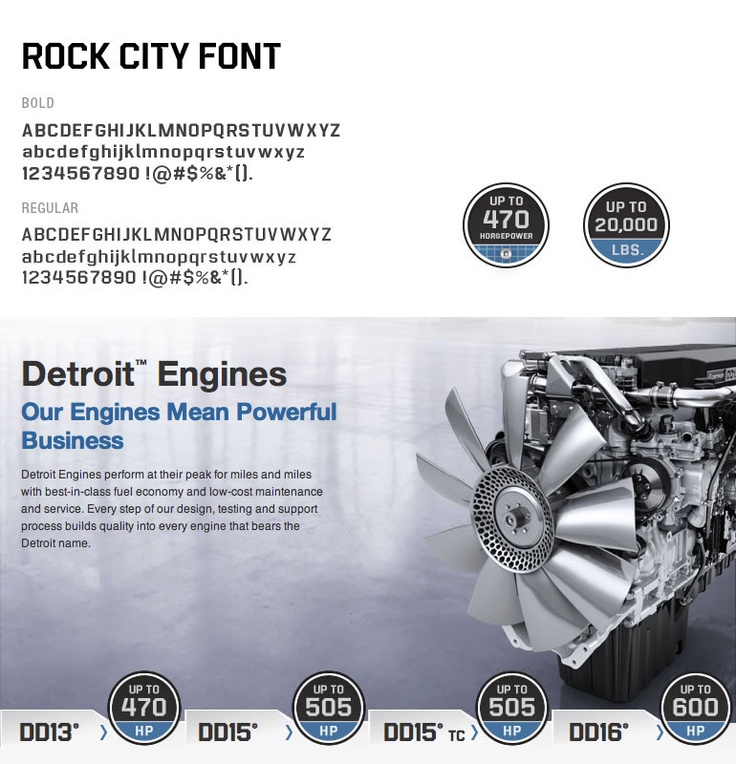 ROCK CITY FONT
BOLD
ABCDEFGHIJKLMNOPQRSTUVWXYZ
abcdefghijklmnopqrstuvwxyz
1234567890 !@#$%&*().
REGULAR
ABCDEFGHIJKLMNOPQRSTUVWXYZ
abcdefghijklmnopqrstuvwxyz
1234567890 !@#$%&*().
UP TO
470
HORSEPOWER
UP TO
20,000
LBS.
Detroit™ Engines
Our Engines Mean Powerful
Business
Detroit Engines perform at their peak for miles and miles
with best-in-class fuel economy and low-cost maintenance
and service. Every step of our design, testing and support
process builds quality into every engine that bears the
Detroit name.
DD13®
UP TO
470
HP
DD15®
UP TO
505
HP
DD15® TC
UP TO
505
HP
DD16®
UP TO
600
HP